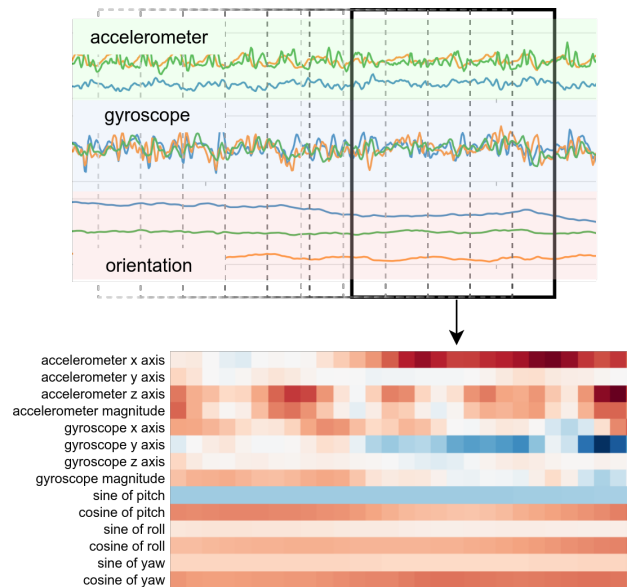 accelerometer
gyroscope
orientation
accelerometer x axis
accelerometer y axis
accelerometer z axis
accelerometer magnitude
gyroscope x axis
gyroscope y axis
gyroscope z axis
gyroscope magnitude
sine of pitch
cosine of pitch
sine of roll
cosine of roll
sine of yaw
cosine of yaw